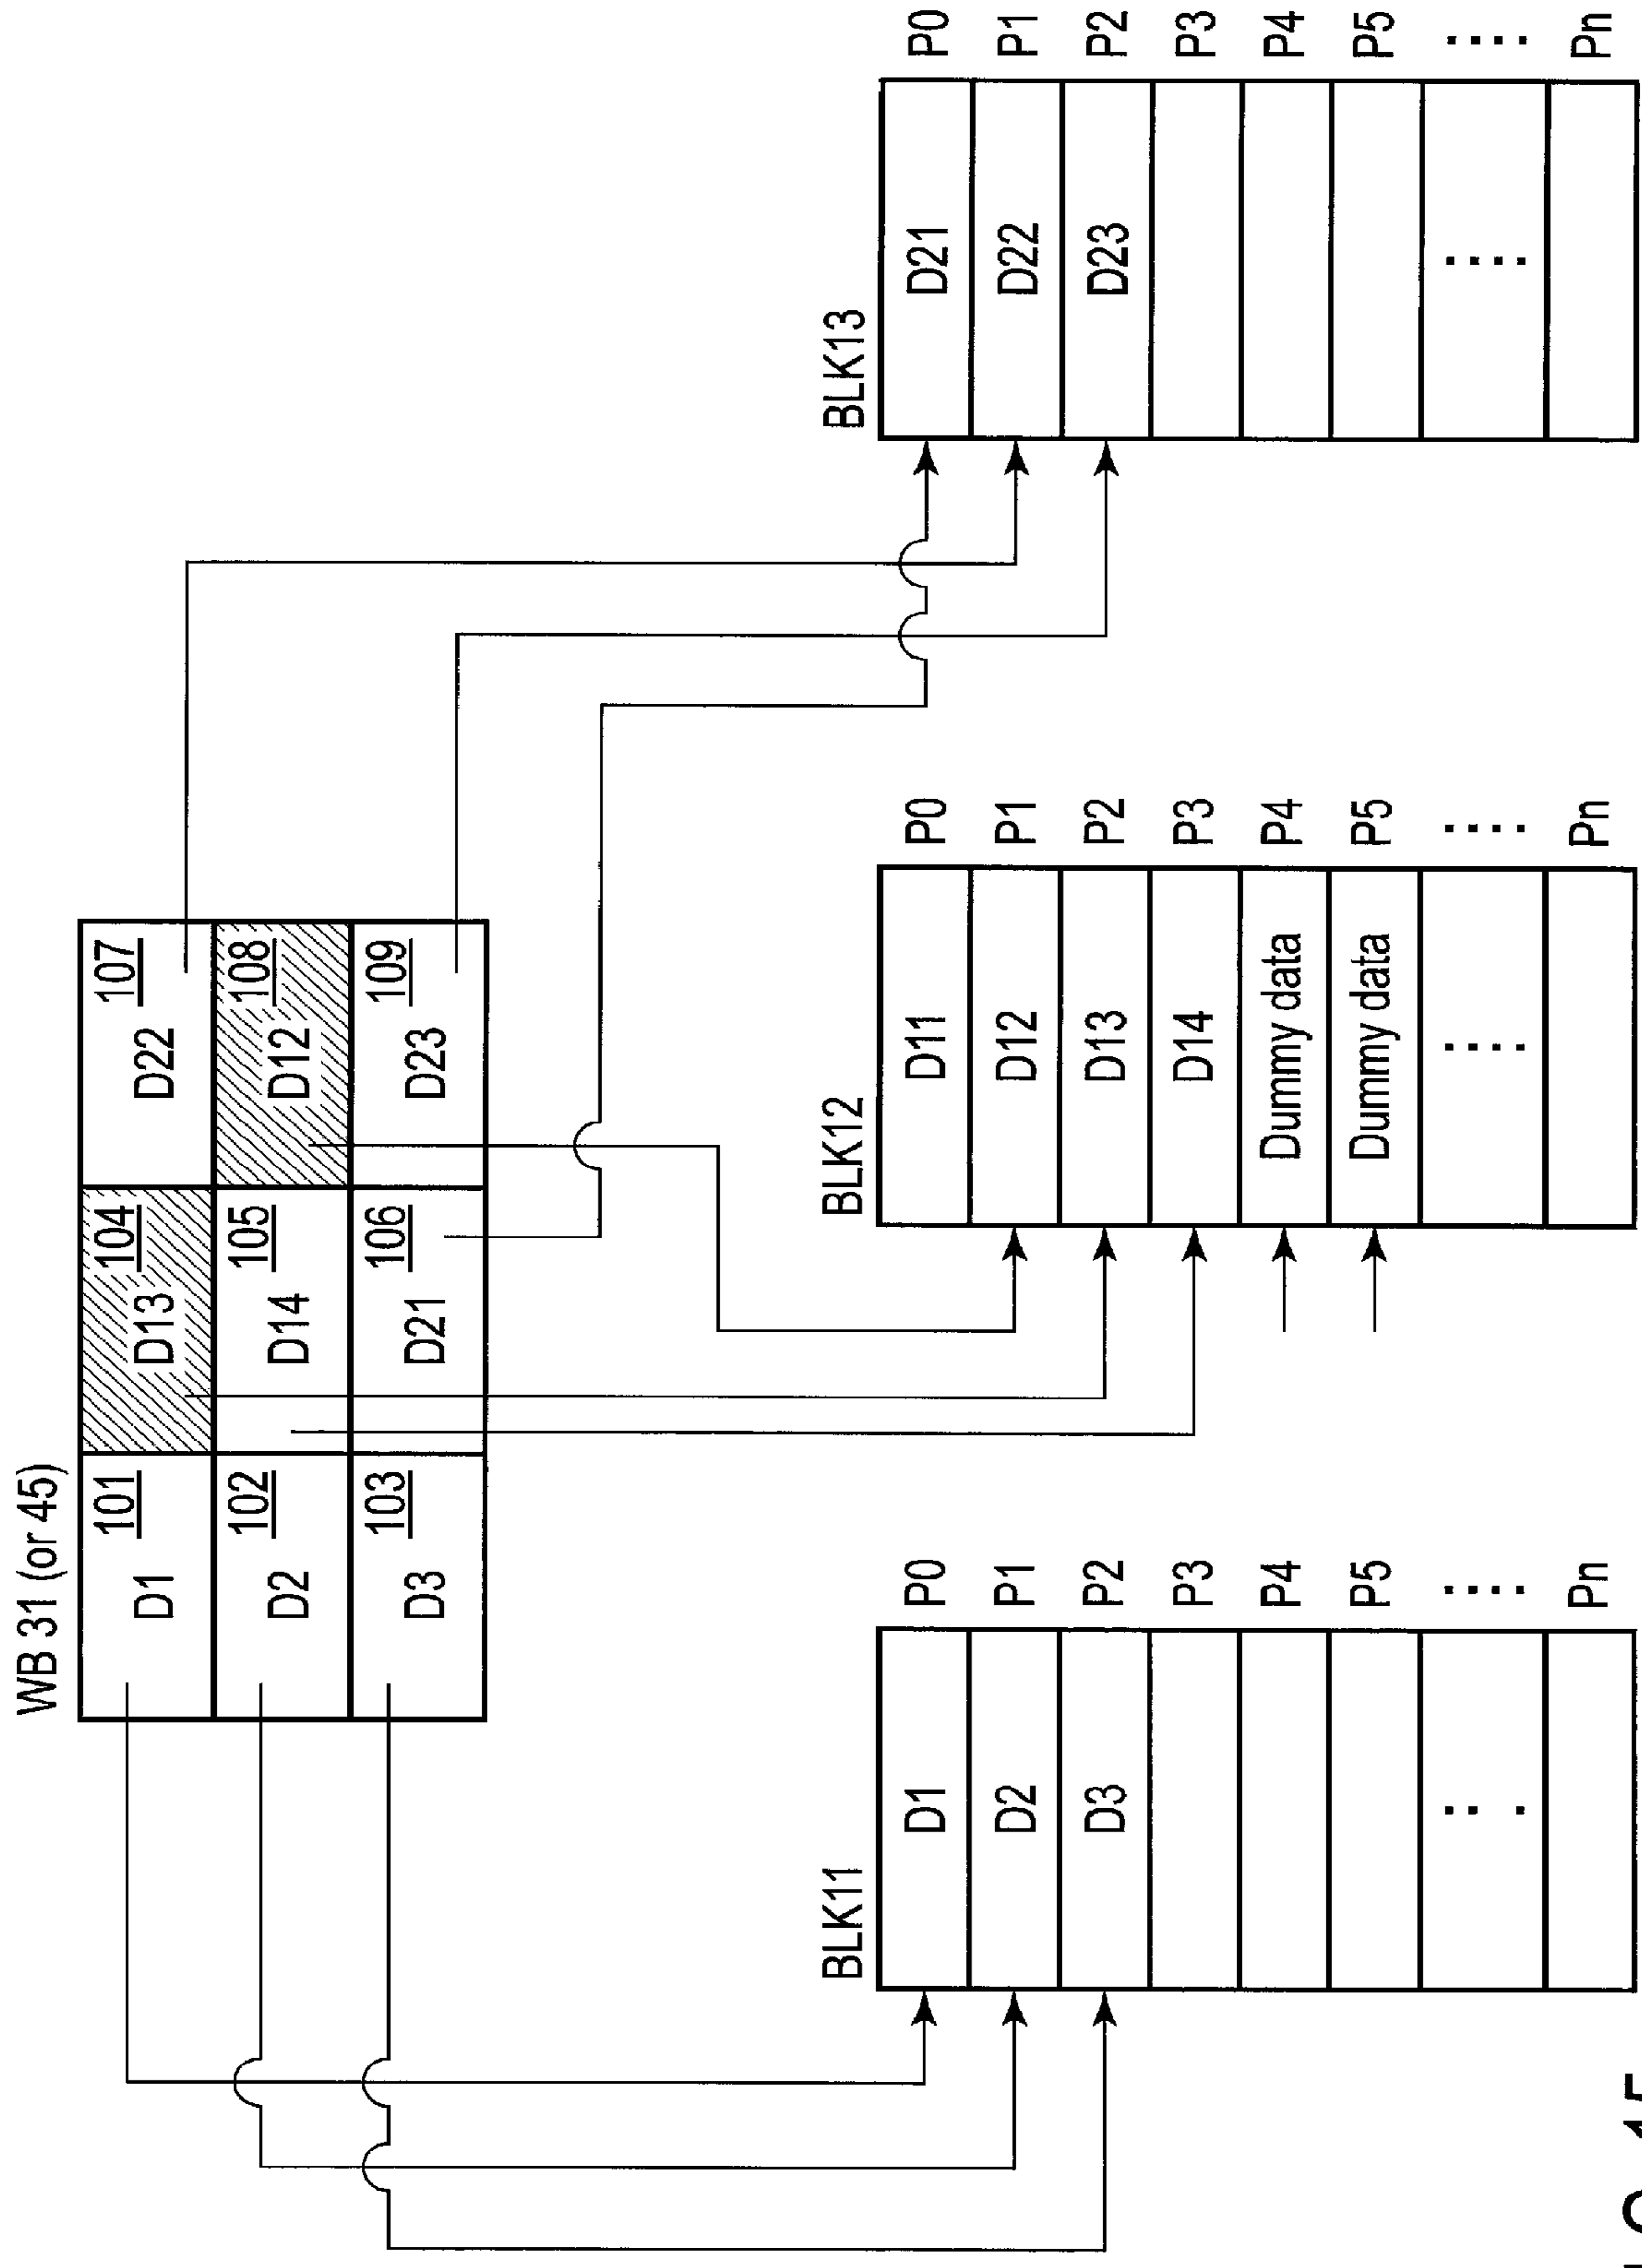 WB 31 (or 45)
101
D1
104
D13
107
D22
102
D2
105
D14
108
D12
103
D3
106
D21
109
D23
BLK11
D1 P0
D2 P1
D3 P2
P3
P4
P5
.... ....
Pn
BLK12
D11 P0
D12 P1
D13 P2
D14 P3
Dummy data P4
Dummy data P5
.... ....
Pn
BLK13
D21 P0
D22 P1
D23 P2
P3
P4
P5
.... ....
Pn